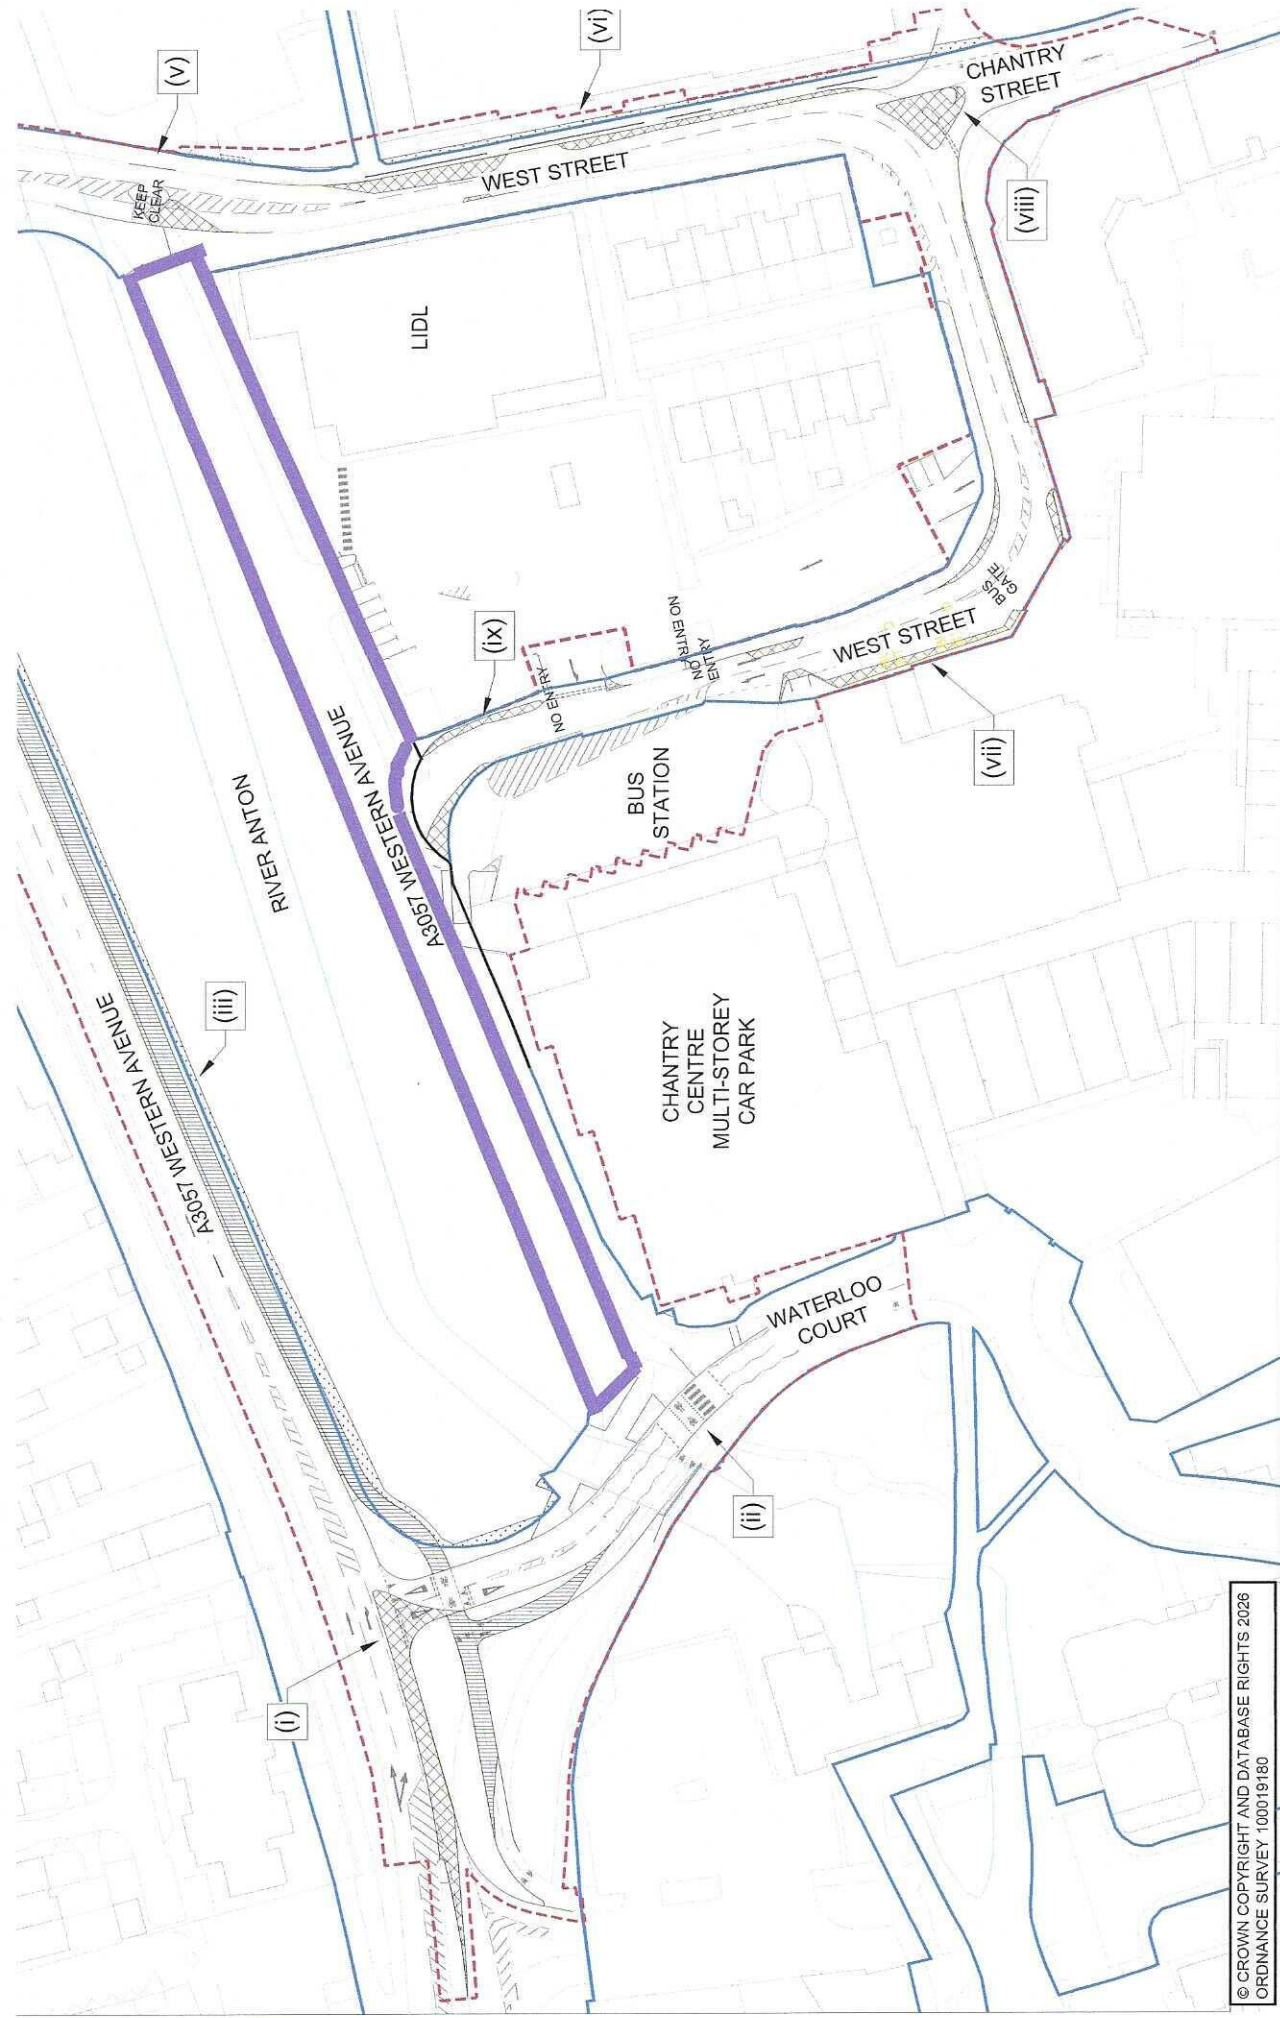 (v)
(vi)
KEEP
CLEAR
WEST STREET
CHANTRY
STREET
(viii)
LIDL
(ix)
NO ENTRY
NO ENTRY
NO ENTRY
BUS
GATE
WEST STREET
(vii)
BUS
STATION
RIVER ANTON
A3057 WESTERN AVENUE
A3057 WESTERN AVENUE
(iii)
CHANTRY
CENTRE
MULTI-STOREY
CAR PARK
WATERLOO
COURT
(ii)
(i)
© CROWN COPYRIGHT AND DATABASE RIGHTS 2026
ORDNANCE SURVEY 100019180